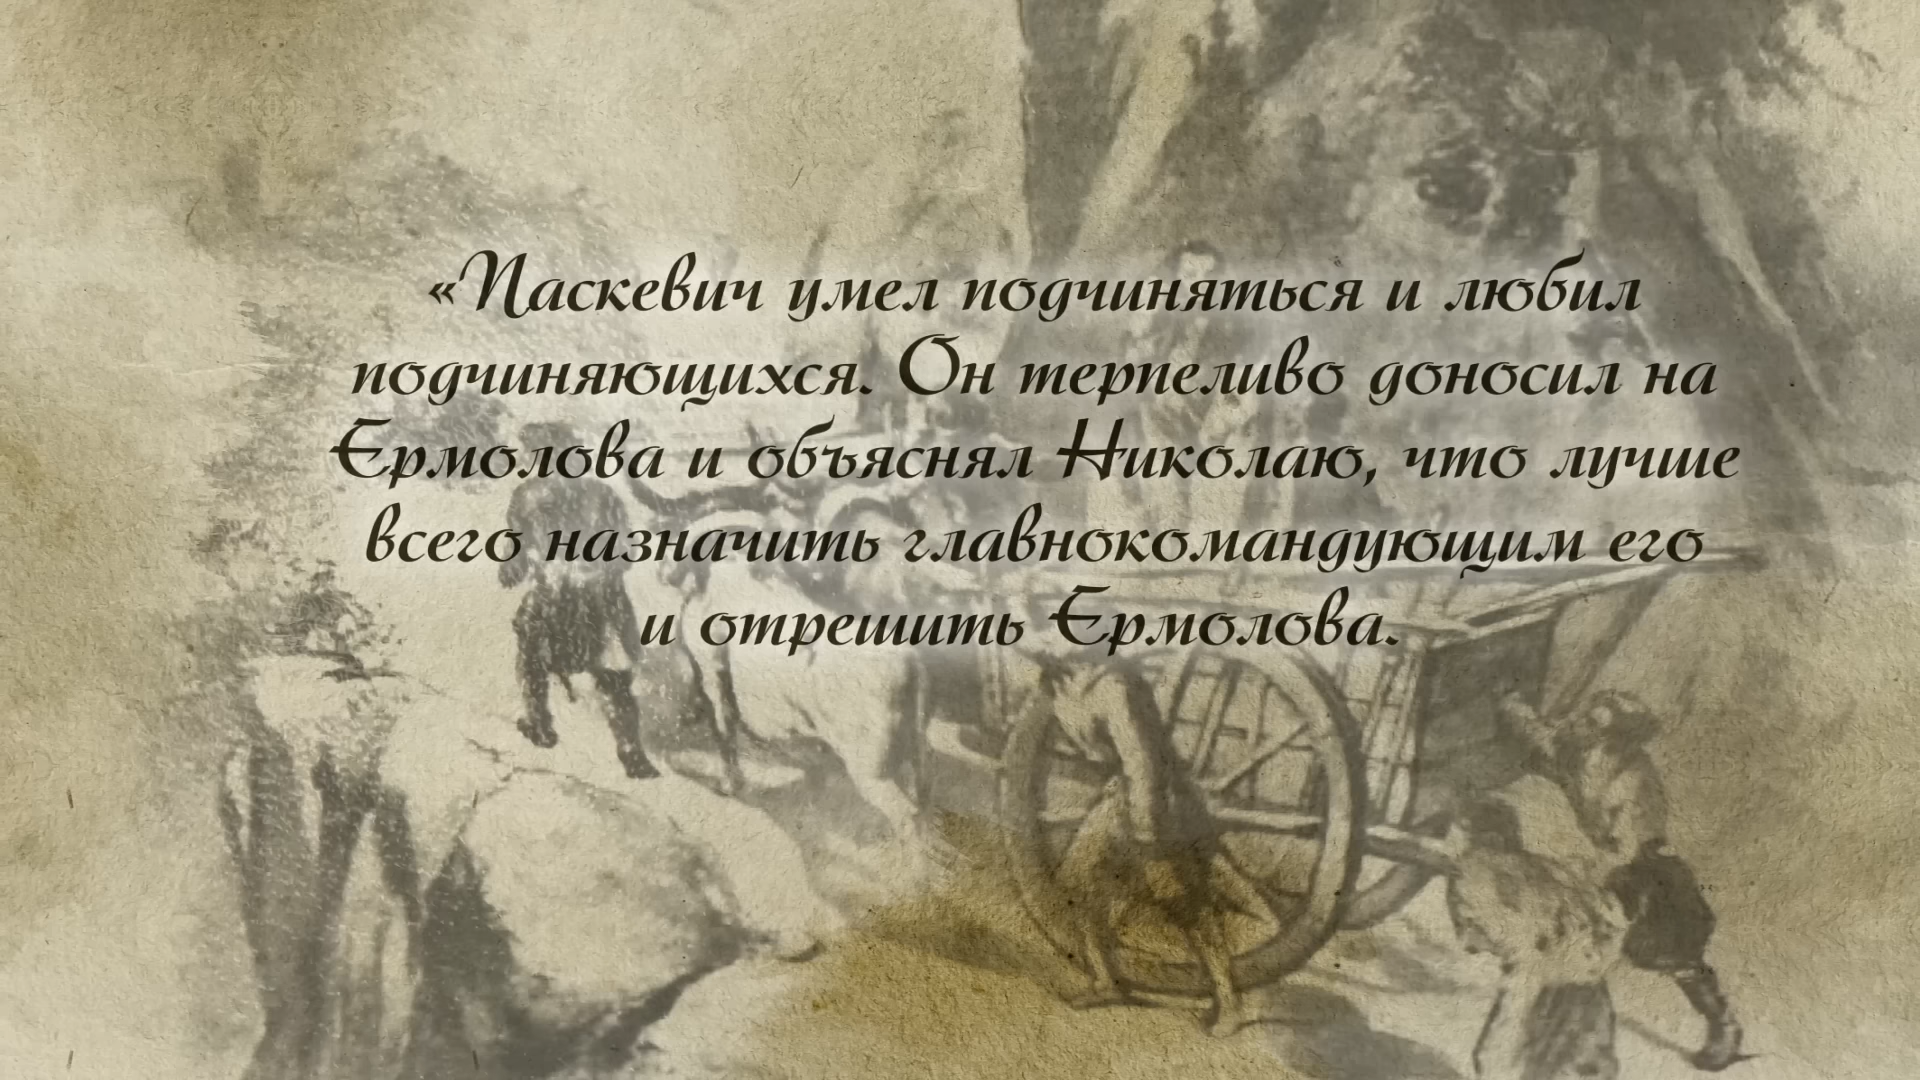 «Паскевич умел подчиняться и любил
подчиняющихся. Он терпеливо доносил на
Ермолова и объяснял Николаю, что лучше
всего назначить главнокомандующим его
и отрешить Ермолова.